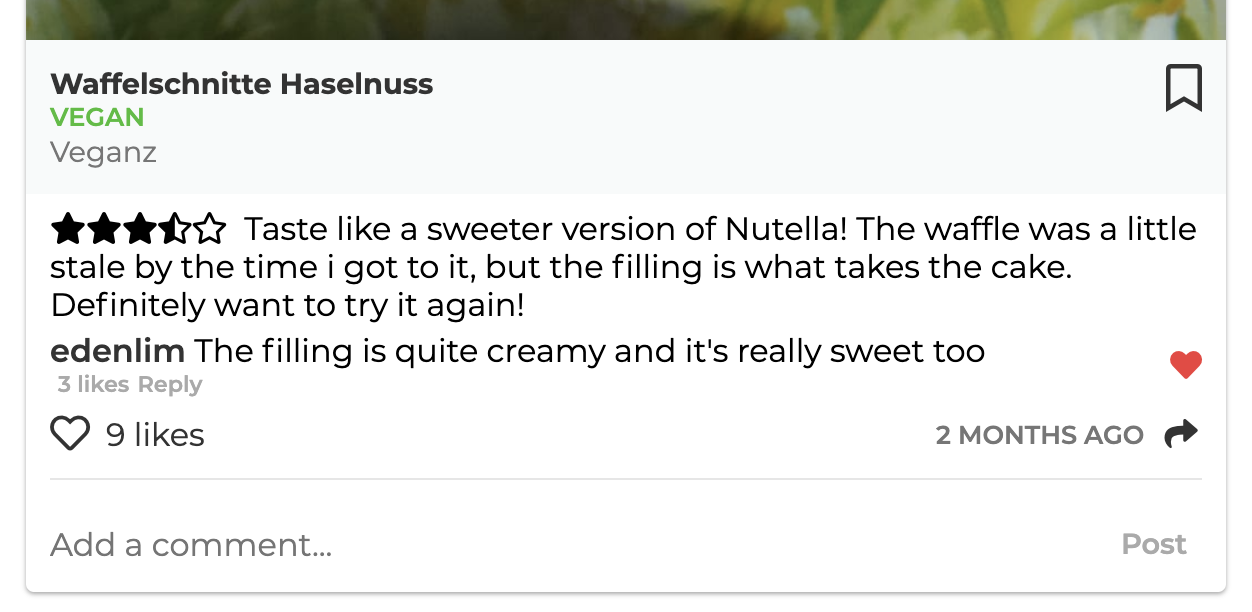 Waffelschnitte Haselnuss
VEGAN
Veganz
Taste like a sweeter version of Nutella! The waffle was a little
stale by the time i got to it, but the filling is what takes the cake.
Definitely want to try it again!
edenlim The filling is quite creamy and it's really sweet too
3 likes Reply
9 likes 2 MONTHS AGO
Add a comment... Post